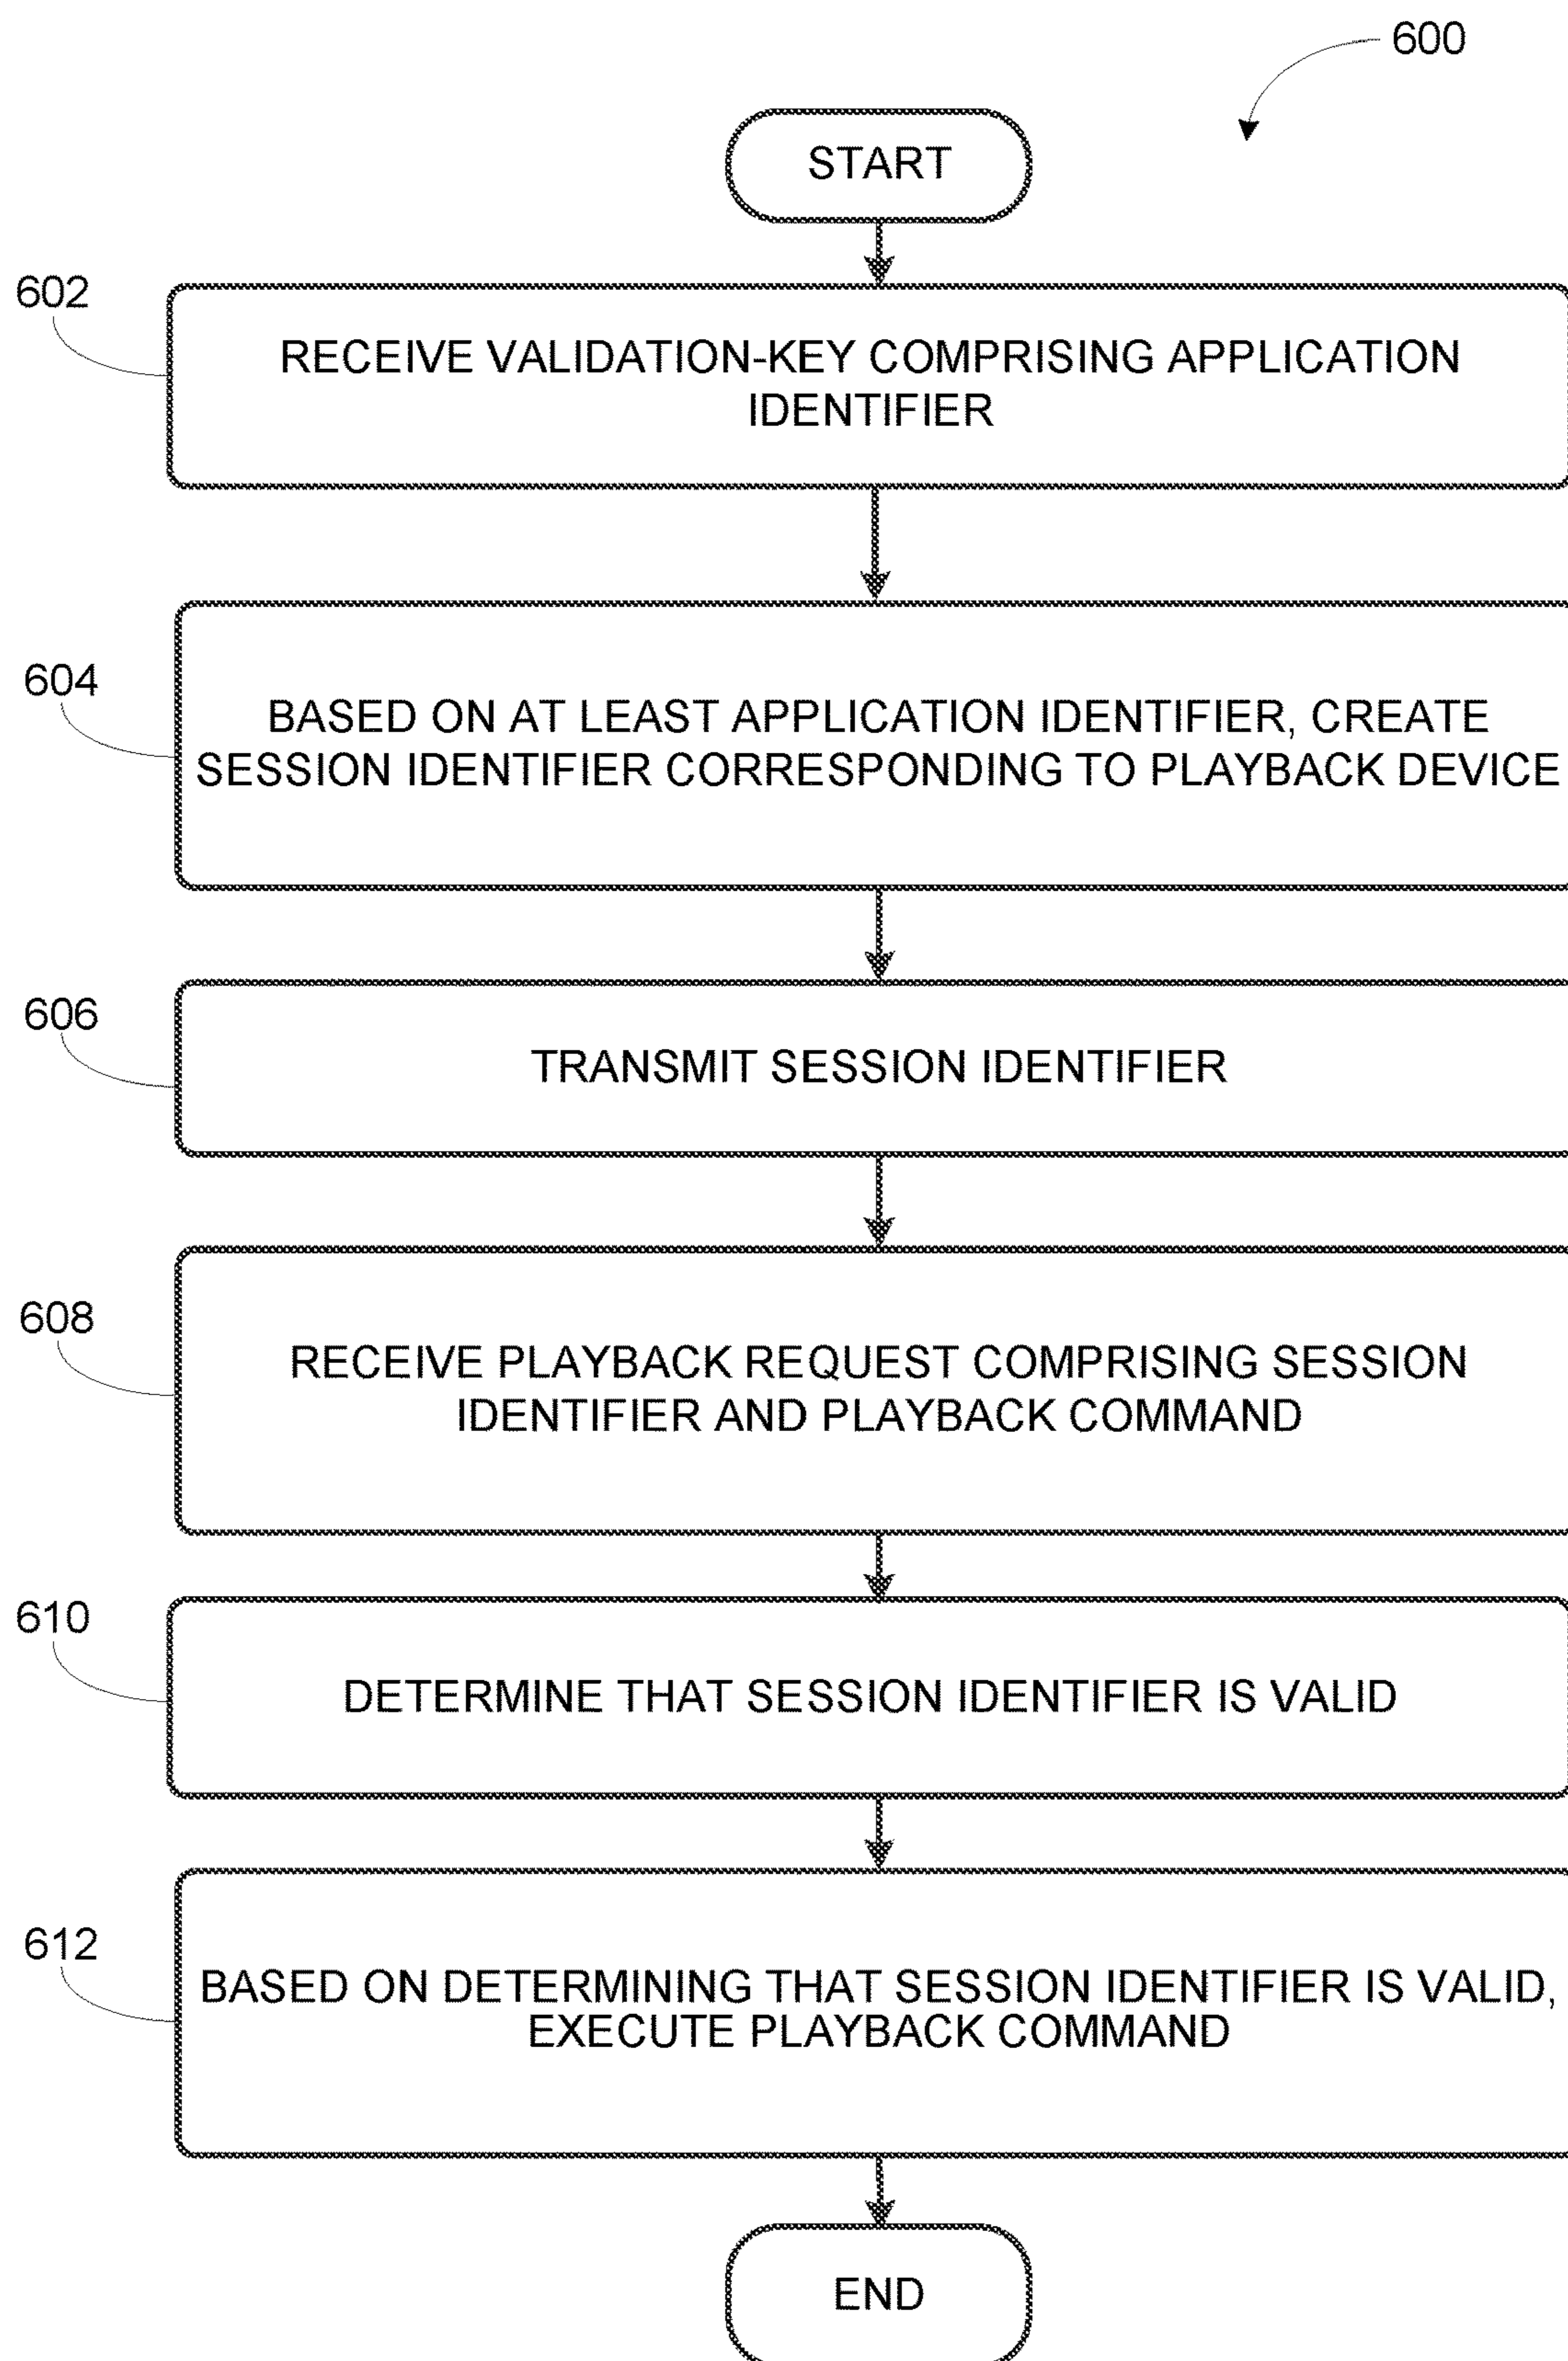 600
START
602
RECEIVE VALIDATION-KEY COMPRISING APPLICATION
IDENTIFIER
604
BASED ON AT LEAST APPLICATION IDENTIFIER, CREATE
SESSION IDENTIFIER CORRESPONDING TO PLAYBACK DEVICE
606
TRANSMIT SESSION IDENTIFIER
608
RECEIVE PLAYBACK REQUEST COMPRISING SESSION
IDENTIFIER AND PLAYBACK COMMAND
610
DETERMINE THAT SESSION IDENTIFIER IS VALID
612
BASED ON DETERMINING THAT SESSION IDENTIFIER IS VALID,
EXECUTE PLAYBACK COMMAND
END